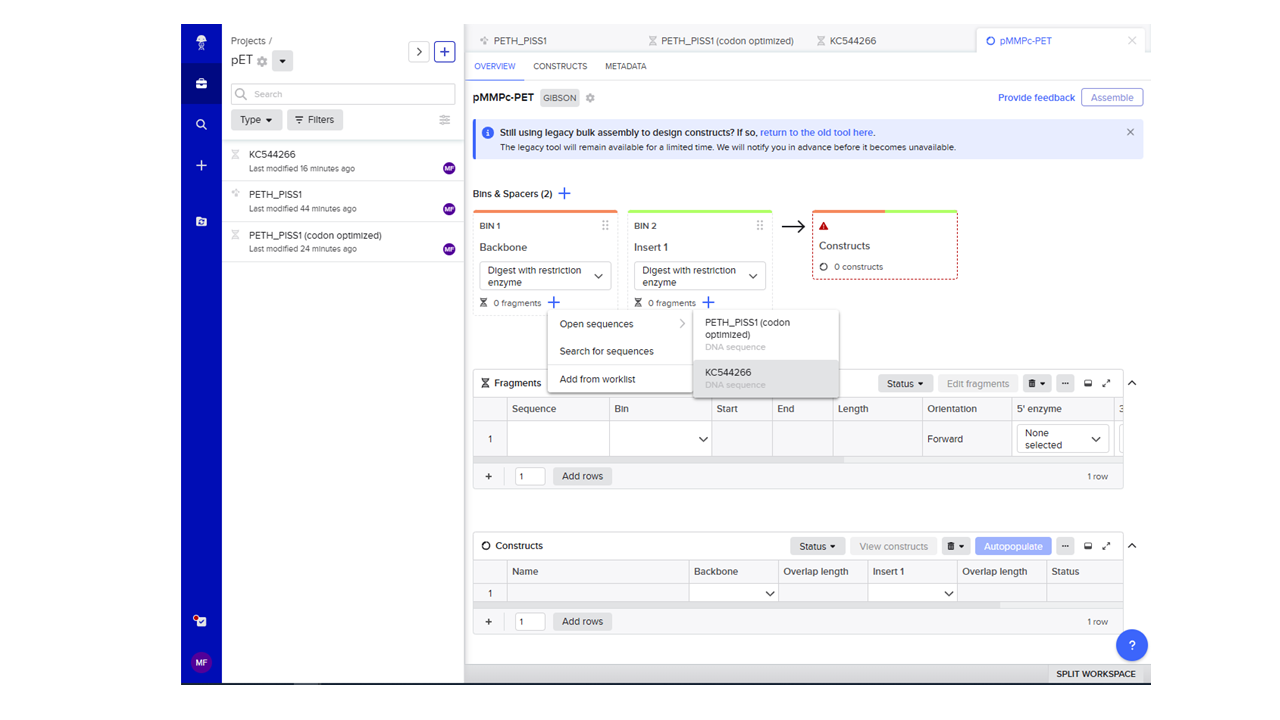 Projects /
pET
Search
Type
Filters
KC544266
Last modified 16 minutes ago
MF
PETH_PISS1
Last modified 44 minutes ago
MF
PETH_PISS1 (codon optimized)
Last modified 24 minutes ago
MF
MF
PETH_PISS1
PETH_PISS1 (codon optimized)
KC544266
pMMPc-PET
OVERVIEW
CONSTRUCTS
METADATA
pMMPc-PET
GIBSON
Provide feedback
Assemble
Still using legacy bulk assembly to design constructs? If so, return to the old tool here.
The legacy tool will remain available for a limited time. We will notify you in advance before it becomes unavailable.
Bins & Spacers (2)
BIN 1
Backbone
Digest with restriction
enzyme
0 fragments
BIN 2
Insert 1
Digest with restriction
enzyme
0 fragments
Constructs
0 constructs
Open sequences
Search for sequences
Add from worklist
PETH_PISS1 (codon
optimized)
DNA sequence
KC544266
DNA sequence
Fragments
Status
Edit fragments
Sequence
Bin
Start
End
Length
Orientation
5' enzyme
3
1
Forward
None
selected
1
Add rows
1 row
Constructs
Status
View constructs
Autopopulate
Name
Backbone
Overlap length
Insert 1
Overlap length
Status
1
1
Add rows
1 row
?
SPLIT WORKSPACE